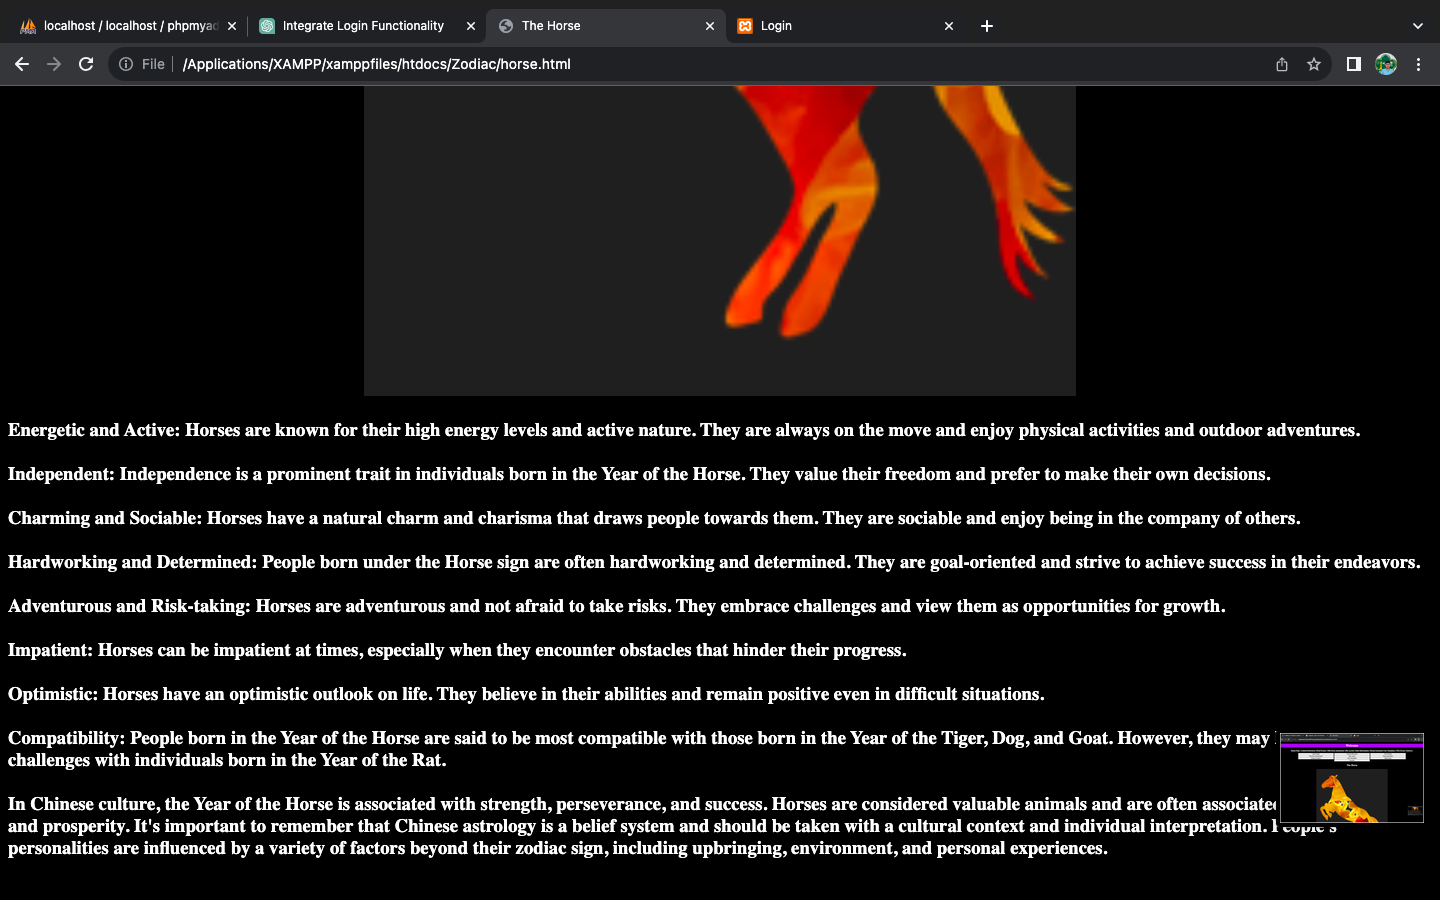 localhost / localhost / phpmyad
Integrate Login Functionality
The Horse
Login
File
/Applications/XAMPP/xamppfiles/htdocs/Zodiac/horse.html
Energetic and Active: Horses are known for their high energy levels and active nature. They are always on the move and enjoy physical activities and outdoor adventures.
Independent: Independence is a prominent trait in individuals born in the Year of the Horse. They value their freedom and prefer to make their own decisions.
Charming and Sociable: Horses have a natural charm and charisma that draws people towards them. They are sociable and enjoy being in the company of others.
Hardworking and Determined: People born under the Horse sign are often hardworking and determined. They are goal-oriented and strive to achieve success in their endeavors.
Adventurous and Risk-taking: Horses are adventurous and not afraid to take risks. They embrace challenges and view them as opportunities for growth.
Impatient: Horses can be impatient at times, especially when they encounter obstacles that hinder their progress.
Optimistic: Horses have an optimistic outlook on life. They believe in their abilities and remain positive even in difficult situations.
Compatibility: People born in the Year of the Horse are said to be most compatible with those born in the Year of the Tiger, Dog, and Goat. However, they may
challenges with individuals born in the Year of the Rat.
In Chinese culture, the Year of the Horse is associated with strength, perseverance, and success. Horses are considered valuable animals and are often associated
and prosperity. It's important to remember that Chinese astrology is a belief system and should be taken with a cultural context and individual interpretation. People's
personalities are influenced by a variety of factors beyond their zodiac sign, including upbringing, environment, and personal experiences.